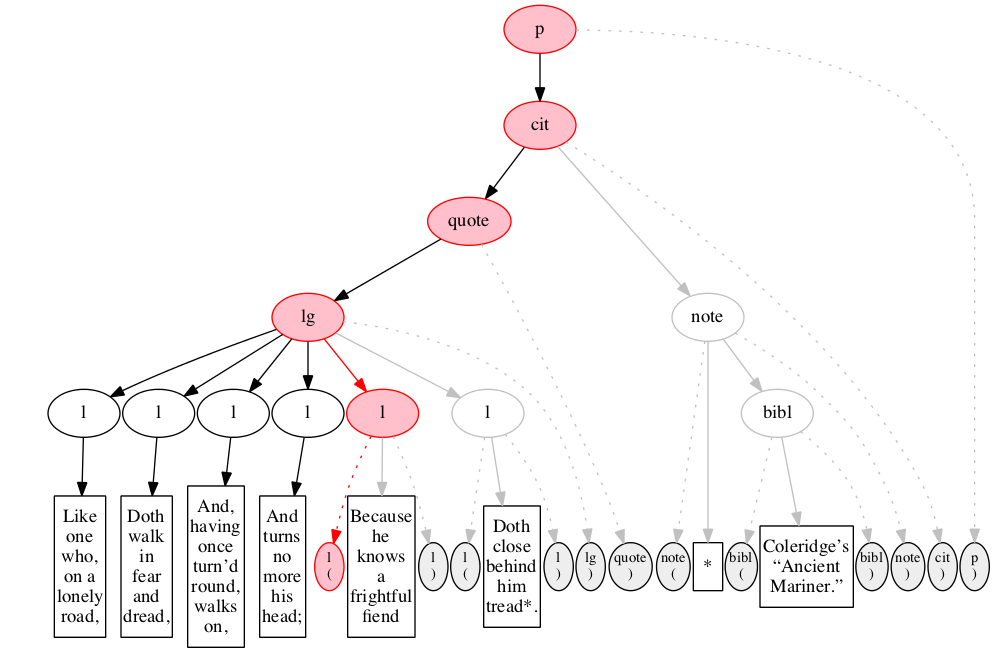 p
cit
quote
lg
note
l
l
l
l
l
l
bibl
Like
one
who,
on a
lonely
road,
Doth
walk
in
fear
and
dread,
And,
having
once
turn’d
round,
walks
on,
And
turns
no
more
his
head;
l
(
Because
he
knows
a
frightful
fiend
l
)
l
(
Doth
close
behind
him
tread*.
l
)
lg
)
quote
)
note
(
*
bibl
(
Coleridge’s
“Ancient
Mariner.”
bibl
)
note
)
cit
)
p
)